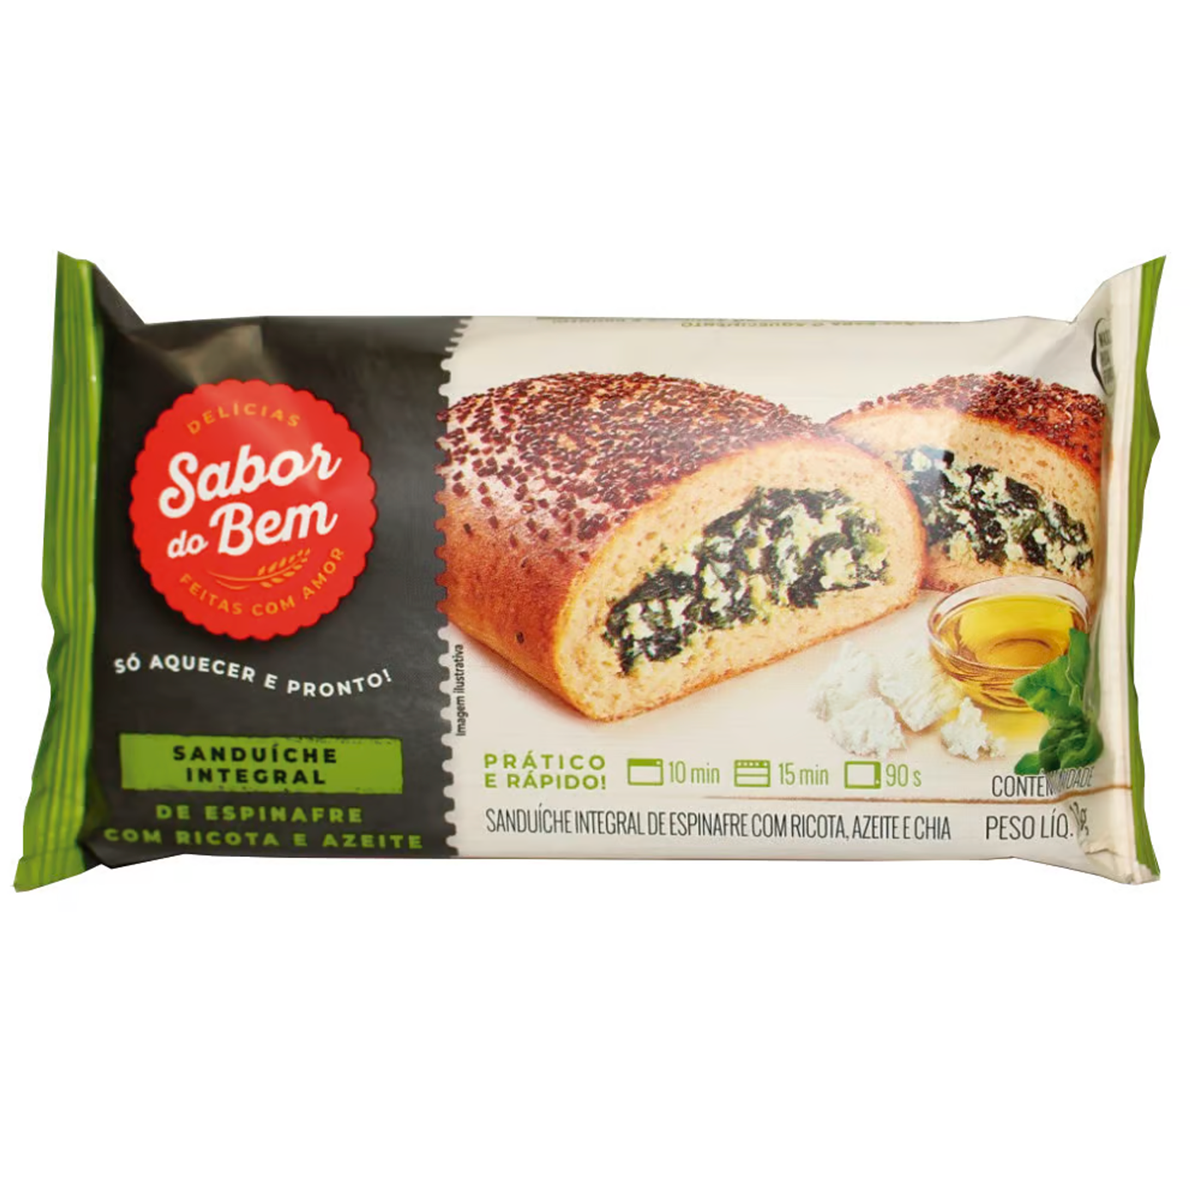 DELÍCIAS
Sabor
do Bem
FEITAS COM AMOR
SÓ AQUECER E PRONTO!
SANDUÍCHE
INTEGRAL
DE ESPINAFRE
COM RICOTA E AZEITE
Imagem ilustrativa
PRÁTICO
E RÁPIDO!
10 min
15 min
90 s
SANDUÍCHE INTEGRAL DE ESPINAFRE COM RICOTA, AZEITE E CHIA
PESO LÍQ.